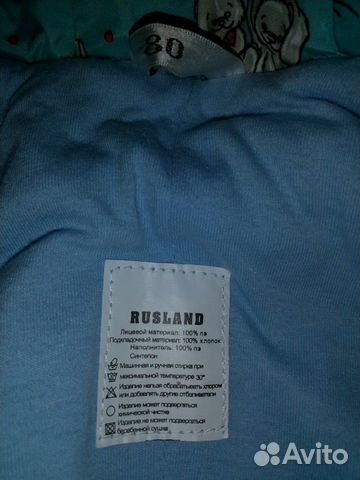 80
RUSLAND
Лицевой материал: 100% пэ
Подкладочный материал: 100% хлопок
Наполнитель: 100% пэ
Синтепон
Машинная и ручная стирка при
максимальной температуре 30°
Изделие нельзя обрабатывать хлором
или добавлять другие отбеливатели
Изделие может подвергаться
химической чистке
Изделие не может подвергаться
барабанной сушке
Avito